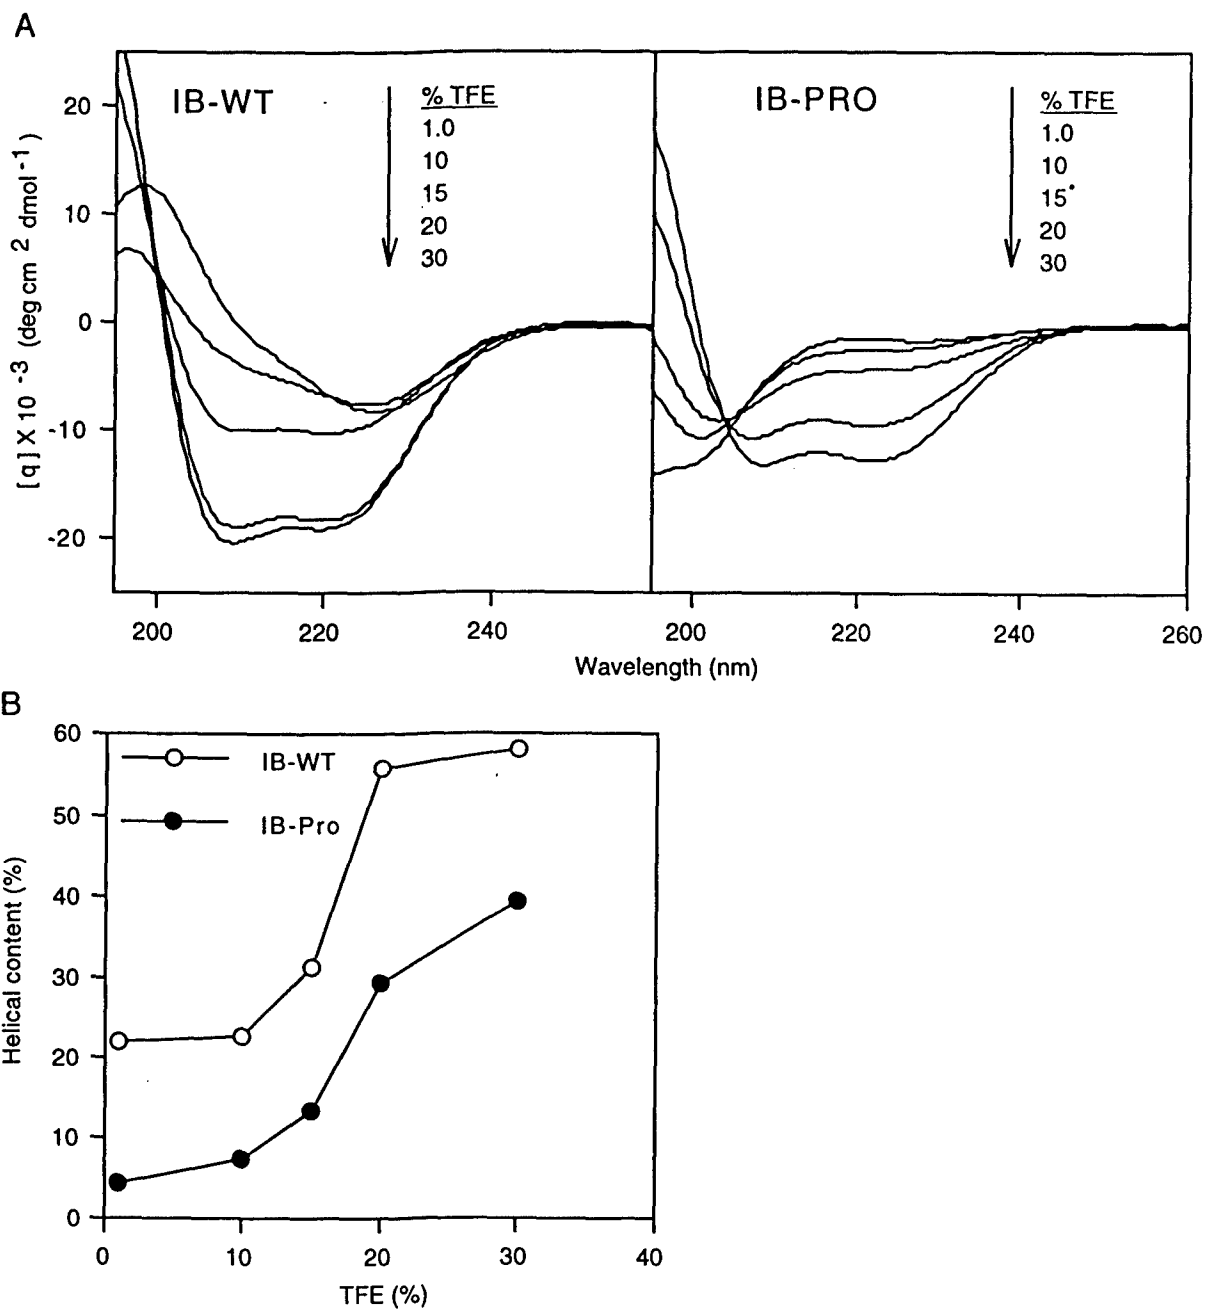 A
[q] X 10 -3 (deg cm 2 dmol -1)
20
10
0
-10
-20
IB-WT
% TFE
1.0
10
15
20
30
IB-PRO
% TFE
1.0
10
15
20
30
200
220
240
200
220
240
260
Wavelength (nm)
B
Helical content (%)
60
50
40
30
20
10
0
IB-WT
IB-Pro
0
10
20
30
40
TFE (%)